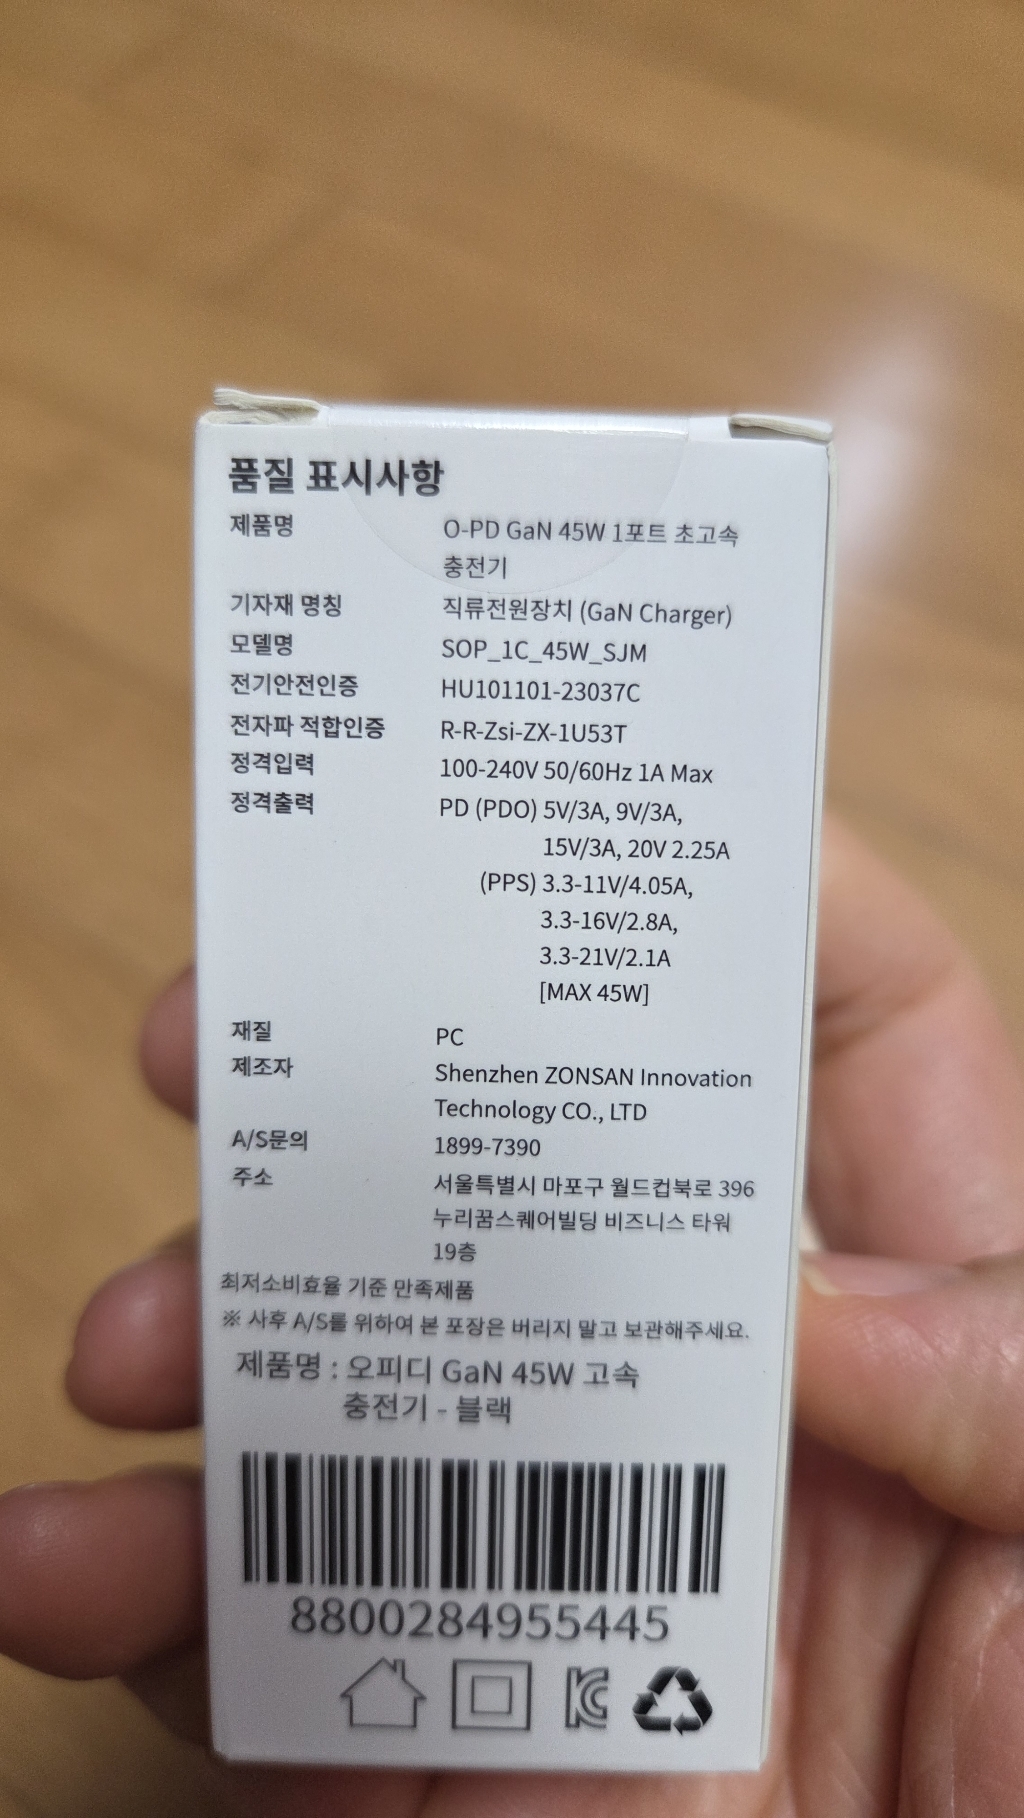 품질 표시사항
제품명 O-PD GaN 45W 1포트 초고속
충전기
기자재 명칭 직류전원장치 (GaN Charger)
모델명 SOP_1C_45W_SJM
전기안전인증 HU101101-23037C
전자파 적합인증 R-R-Zsi-ZX-1U53T
정격입력 100-240V 50/60Hz 1A Max
정격출력 PD (PDO) 5V/3A, 9V/3A,
15V/3A, 20V 2.25A
(PPS) 3.3-11V/4.05A,
3.3-16V/2.8A,
3.3-21V/2.1A
[MAX 45W]
재질 PC
제조자 Shenzhen ZONSAN Innovation
Technology CO., LTD
A/S문의 1899-7390
주소 서울특별시 마포구 월드컵북로 396
누리꿈스퀘어빌딩 비즈니스 타워
19층
최저소비효율 기준 만족제품
※ 사후 A/S를 위하여 본 포장은 버리지 말고 보관해주세요.
제품명 : 오피디 GaN 45W 고속
충전기 - 블랙
8800284955445